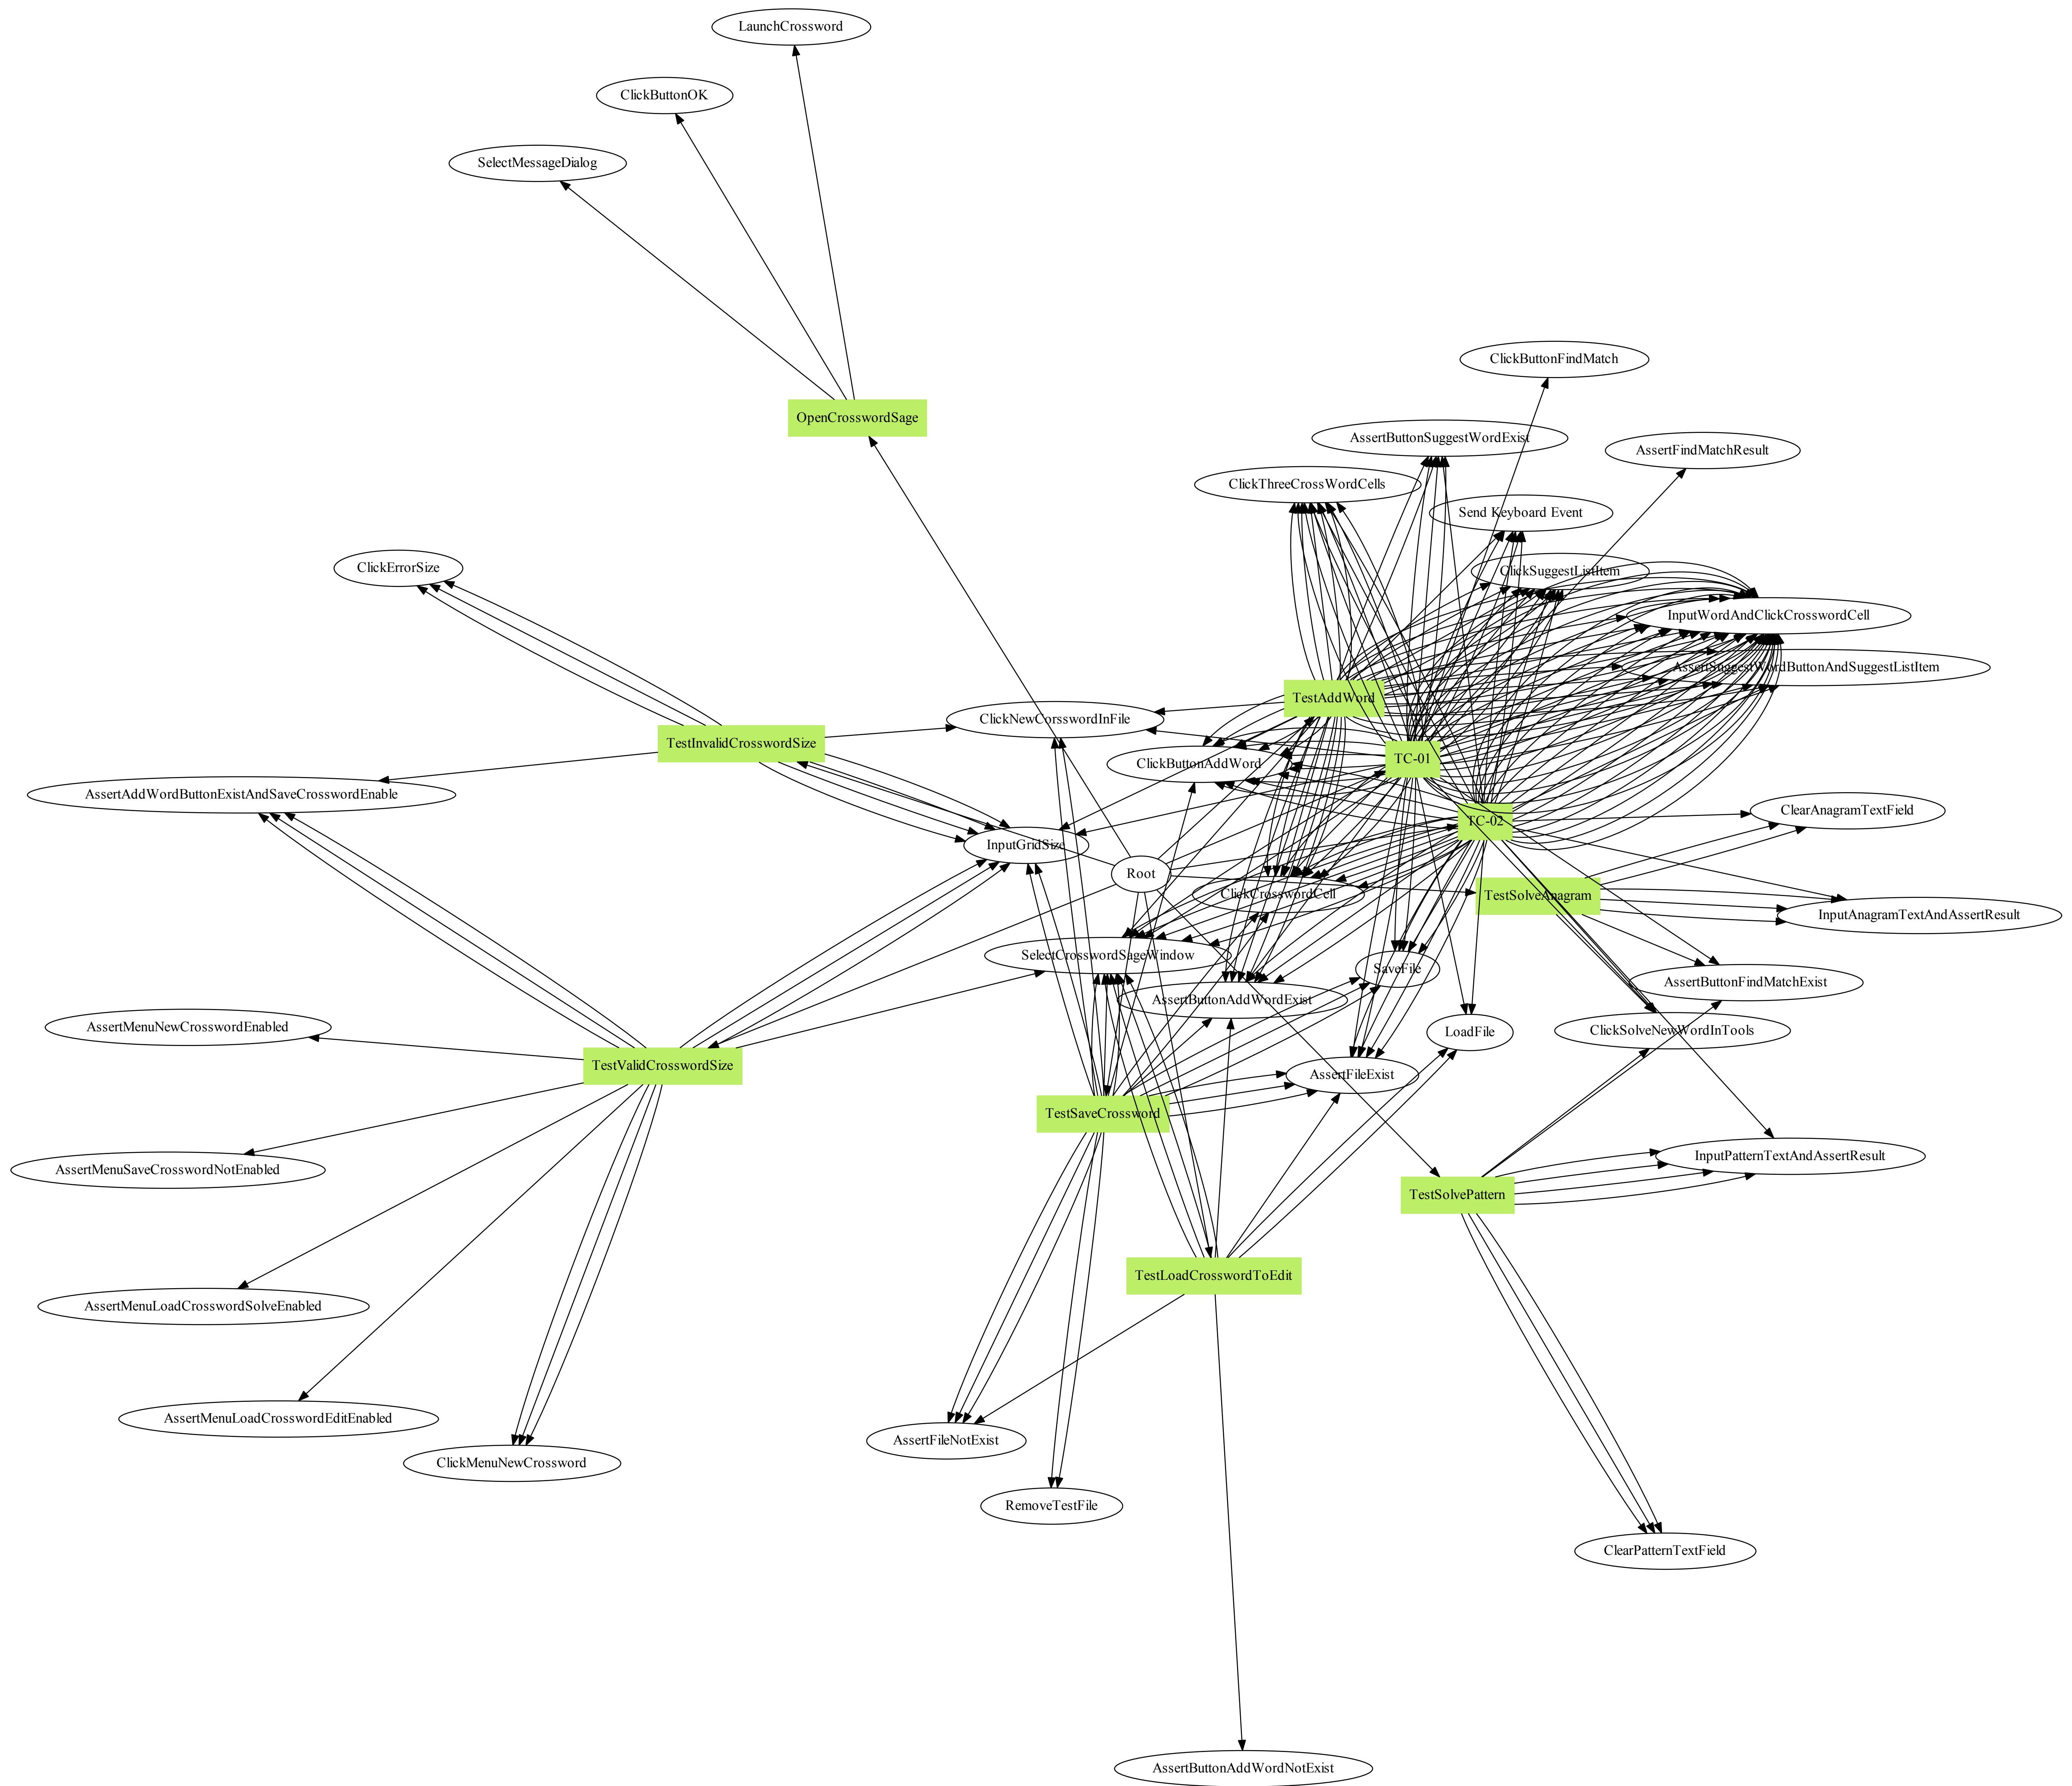 LaunchCrossword
ClickButtonOK
SelectMessageDialog
ClickButtonFindMatch
OpenCrosswordSage
AssertButtonSuggestWordExist
AssertFindMatchResult
ClickThreeCrossWordCells
Send Keyboard Event
ClickErrorSize
ClickSuggestListItem
InputWordAndClickCrosswordCell
AssertSuggestWordButtonAndSuggestListItem
TestAddWord
ClickNewCorsswordInFile
TestInvalidCrosswordSize
TC-01
ClickButtonAddWord
AssertAddWordButtonExistAndSaveCrosswordEnable
ClearAnagramTextField
TC-02
InputGridSize
Root
ClickCrosswordCell
TestSolveAnagram
InputAnagramTextAndAssertResult
SelectCrosswordSageWindow
SaveFile
AssertButtonFindMatchExist
AssertButtonAddWordExist
AssertMenuNewCrosswordEnabled
LoadFile
ClickSolveNewWordInTools
TestValidCrosswordSize
AssertFileExist
TestSaveCrossword
InputPatternTextAndAssertResult
AssertMenuSaveCrosswordNotEnabled
TestSolvePattern
TestLoadCrosswordToEdit
AssertMenuLoadCrosswordSolveEnabled
AssertMenuLoadCrosswordEditEnabled
AssertFileNotExist
ClickMenuNewCrossword
RemoveTestFile
ClearPatternTextField
AssertButtonAddWordNotExist